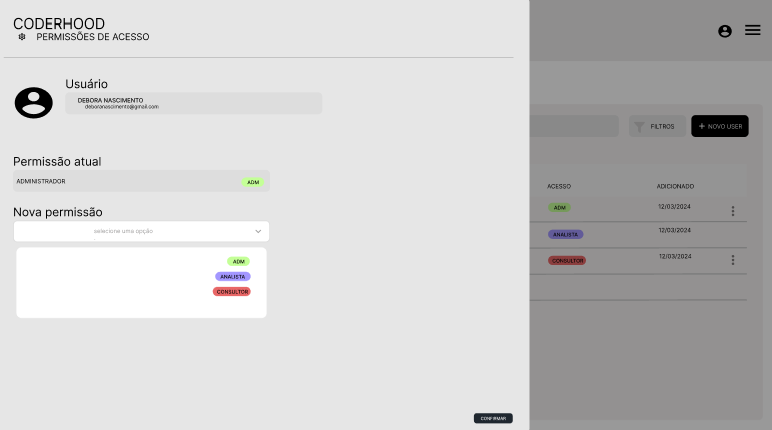 CODERHOOD
PERMISSÕES DE ACESSO
Usuário
DEBORA NASCIMENTO
deboranascimento@gmail.com
Permissão atual
ADMINISTRADOR ADM
Nova permissão
selecione uma opção
ADM
ANALISTA
CONSULTOR
CONFIRMAR
FILTROS
+ NOVO USER
ACESSO ADICIONADO
ADM 12/03/2024
ANALISTA 12/03/2024
CONSULTOR 12/03/2024